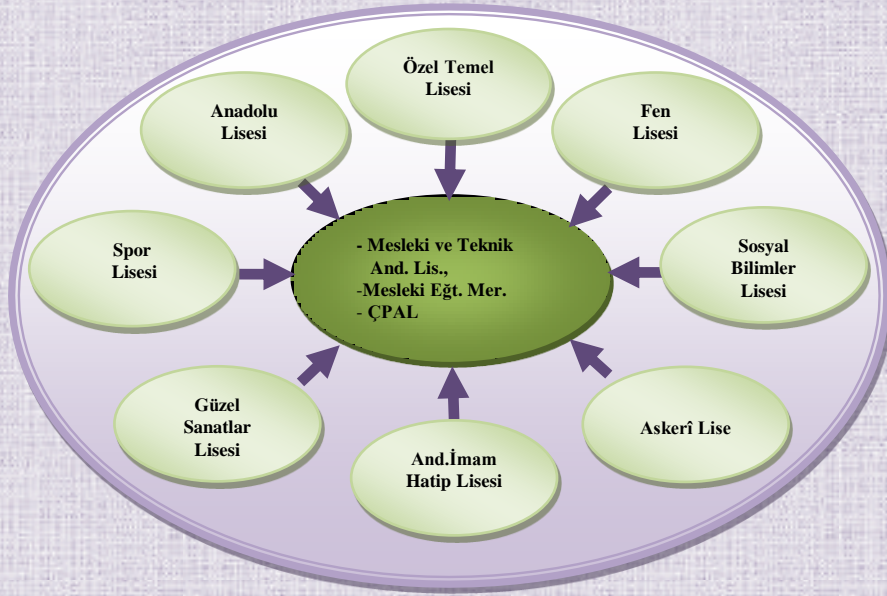 Özel Temel
Lisesi
Anadolu
Lisesi
Fen
Lisesi
Spor
Lisesi
- Mesleki ve Teknik
And. Lis.,
-Mesleki Eğt. Mer.
- ÇPAL
Sosyal
Bilimler
Lisesi
Güzel
Sanatlar
Lisesi
And.İmam
Hatip Lisesi
Askerî Lise